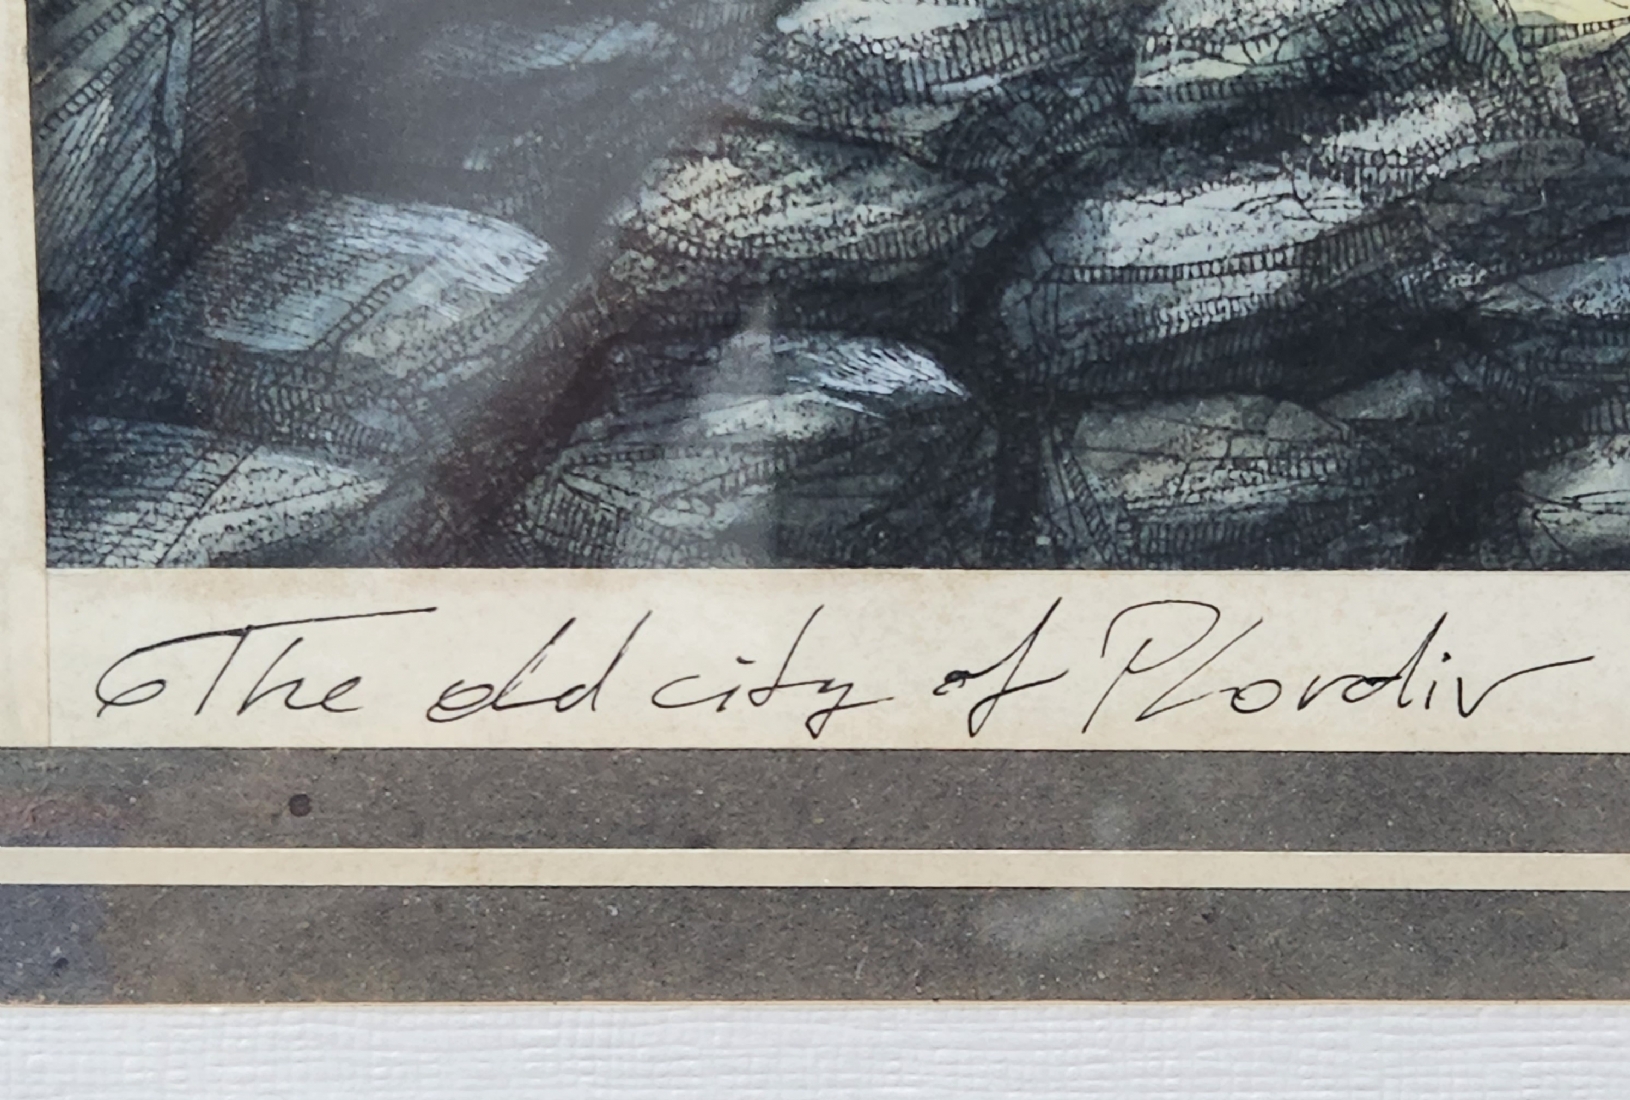 The old city of Plovdiv